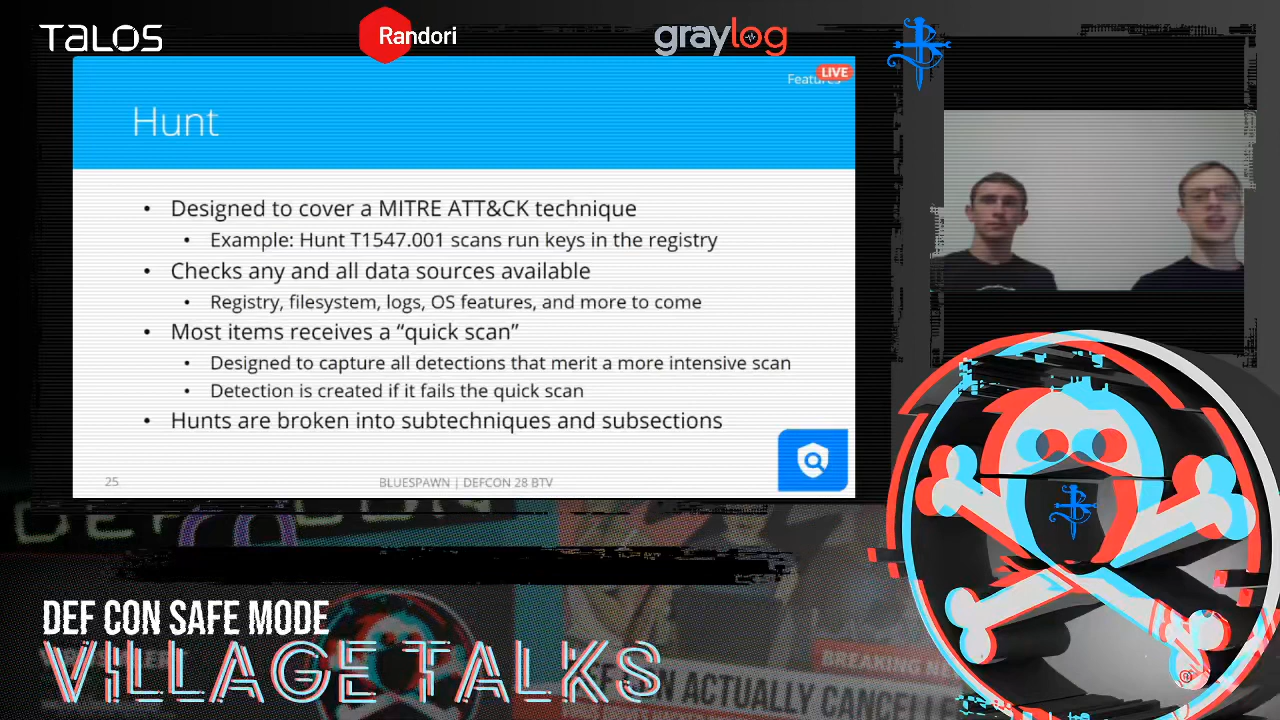 TALOS
Randori
graylog
Features
LIVE
Hunt
• Designed to cover a MITRE ATT&CK technique
• Example: Hunt T1547.001 scans run keys in the registry
• Checks any and all data sources available
• Registry, filesystem, logs, OS features, and more to come
• Most items receives a “quick scan”
• Designed to capture all detections that merit a more intensive scan
• Detection is created if it fails the quick scan
• Hunts are broken into subtechniques and subsections
25
BLUESPAWN | DEFCON 28 BTV
DEF CON
DEF CON SAFE MODE
VILLAGE TALKS
BREAKING
CON ACTUALLY CANCELLE